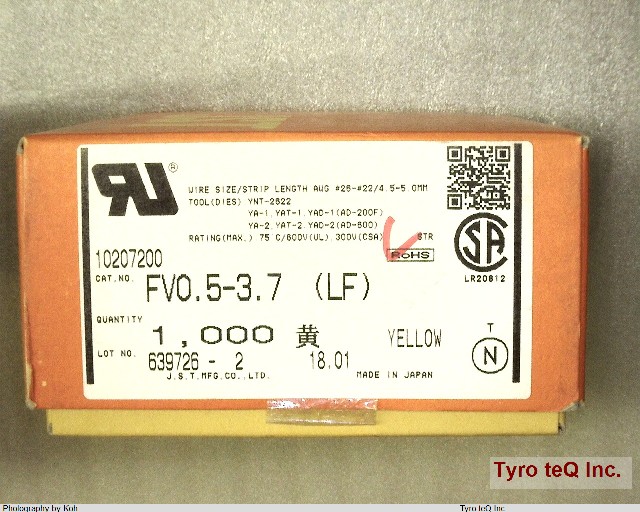 WIRE SIZE/STRIP LENGTH AWG #26-#22/4.5-5.0MM
TOOL(DIES) YNT-2622
YA-1, YAT-1, YAD-1(AD-200F)
YA-2, YAT-2, YAD-2(AD-600)
RATING(MAX.) 75 C/600V(UL), 300V(CSA) STR
RoHS
10207200
LR20812
CAT.NO. FV0.5-3.7 (LF)
QUANTITY 1,000 黄 YELLOW
T
N
LOT NO. 639726 - 2 18.01
J.S.T.MFG.CO.,LTD. MADE IN JAPAN
Tyro teQ Inc.
Photography by Koh Tyro teQ Inc